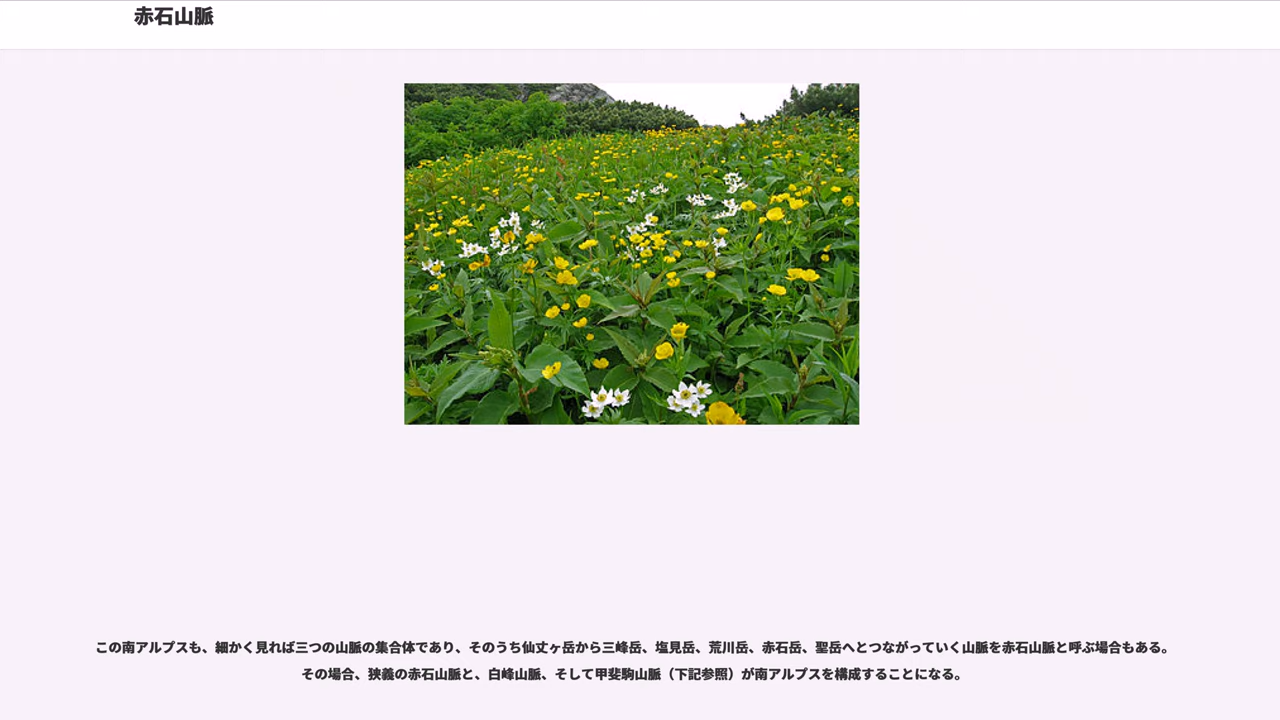 赤石山脈
この南アルプスも、細かく見れば三つの山脈の集合体であり、そのうち仙丈ヶ岳から三峰岳、塩見岳、荒川岳、赤石岳、聖岳へとつながっていく山脈を赤石山脈と呼ぶ場合もある。
その場合、狭義の赤石山脈と、白峰山脈、そして甲斐駒山脈（下記参照）が南アルプスを構成することになる。